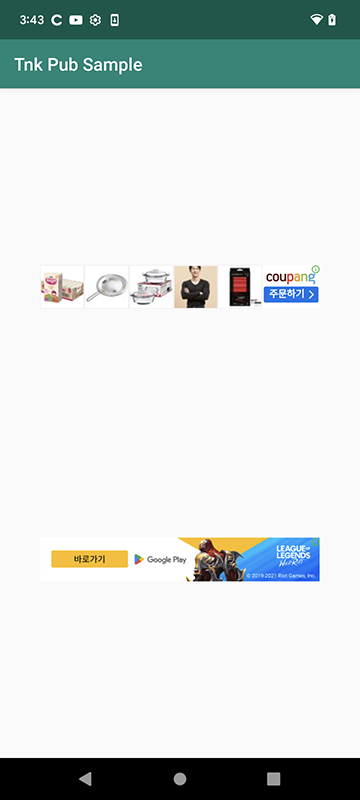 3:43
Tnk Pub Sample
coupang
주문하기
바로가기
Google Play
LEAGUE OF
LEGENDS
WILD RIFT
© 2019-2021 Riot Games, Inc.